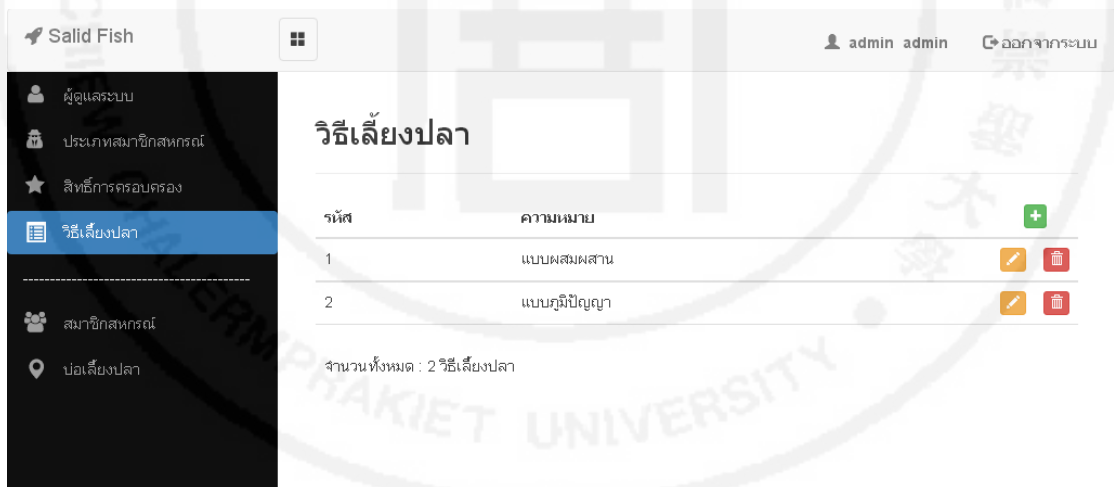 Salid Fish
admin admin
ออกจากระบบ
ผู้ดูแลระบบ
ประเภทสมาชิกสหกรณ์
สิทธิ์การครอบครอง
วิธีเลี้ยงปลา
----------------------------------------
สมาชิกสหกรณ์
บ่อเลี้ยงปลา
วิธีเลี้ยงปลา
รหัส ความหมาย
1 แบบผสมผสาน
2 แบบภูมิปัญญา
จำนวนทั้งหมด : 2 วิธีเลี้ยงปลา
CHALERMPRAKIET UNIVERSITY